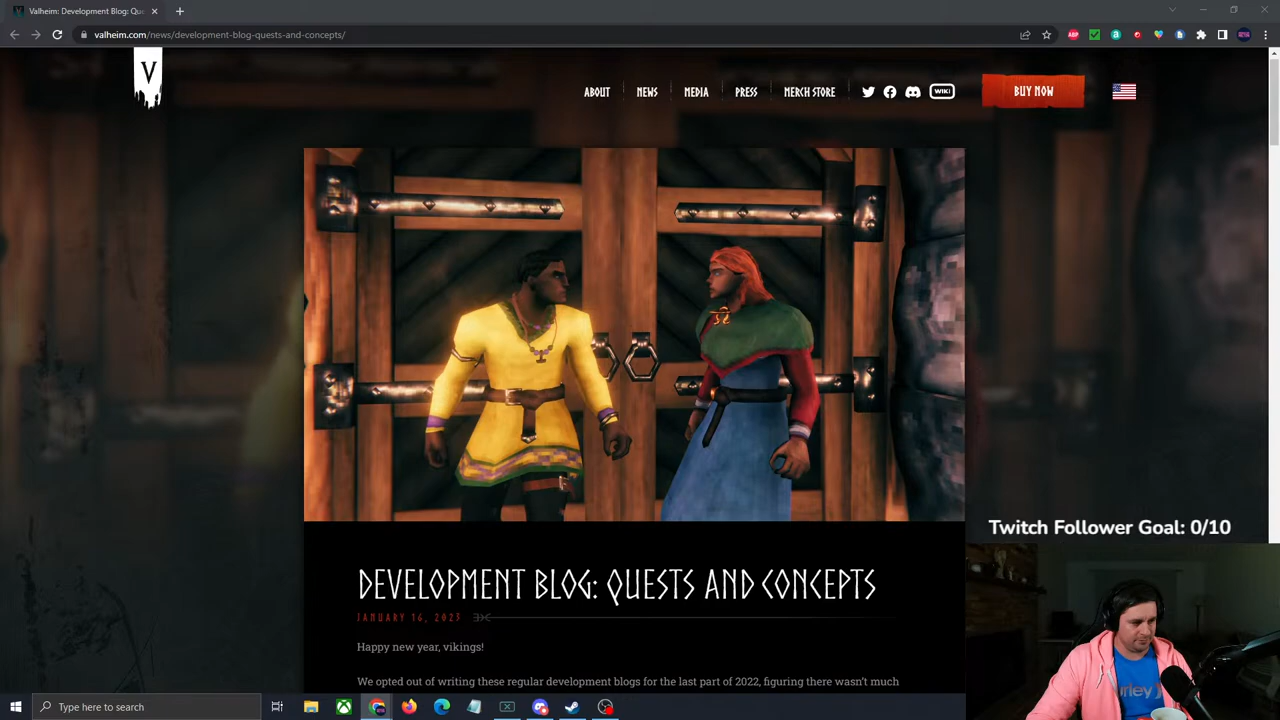 Valheim: Development Blog: Que
valheim.com/news/development-blog-quests-and-concepts/
V
ABOUT NEWS MEDIA PRESS MERCH STORE WIKI BUY NOW
Twitch Follower Goal: 0/10
DEVELOPMENT BLOG: QUESTS AND CONCEPTS
JANUARY 16, 2023
Happy new year, vikings!
We opted out of writing these regular development blogs for the last part of 2022, figuring there wasn't much
Type here to search